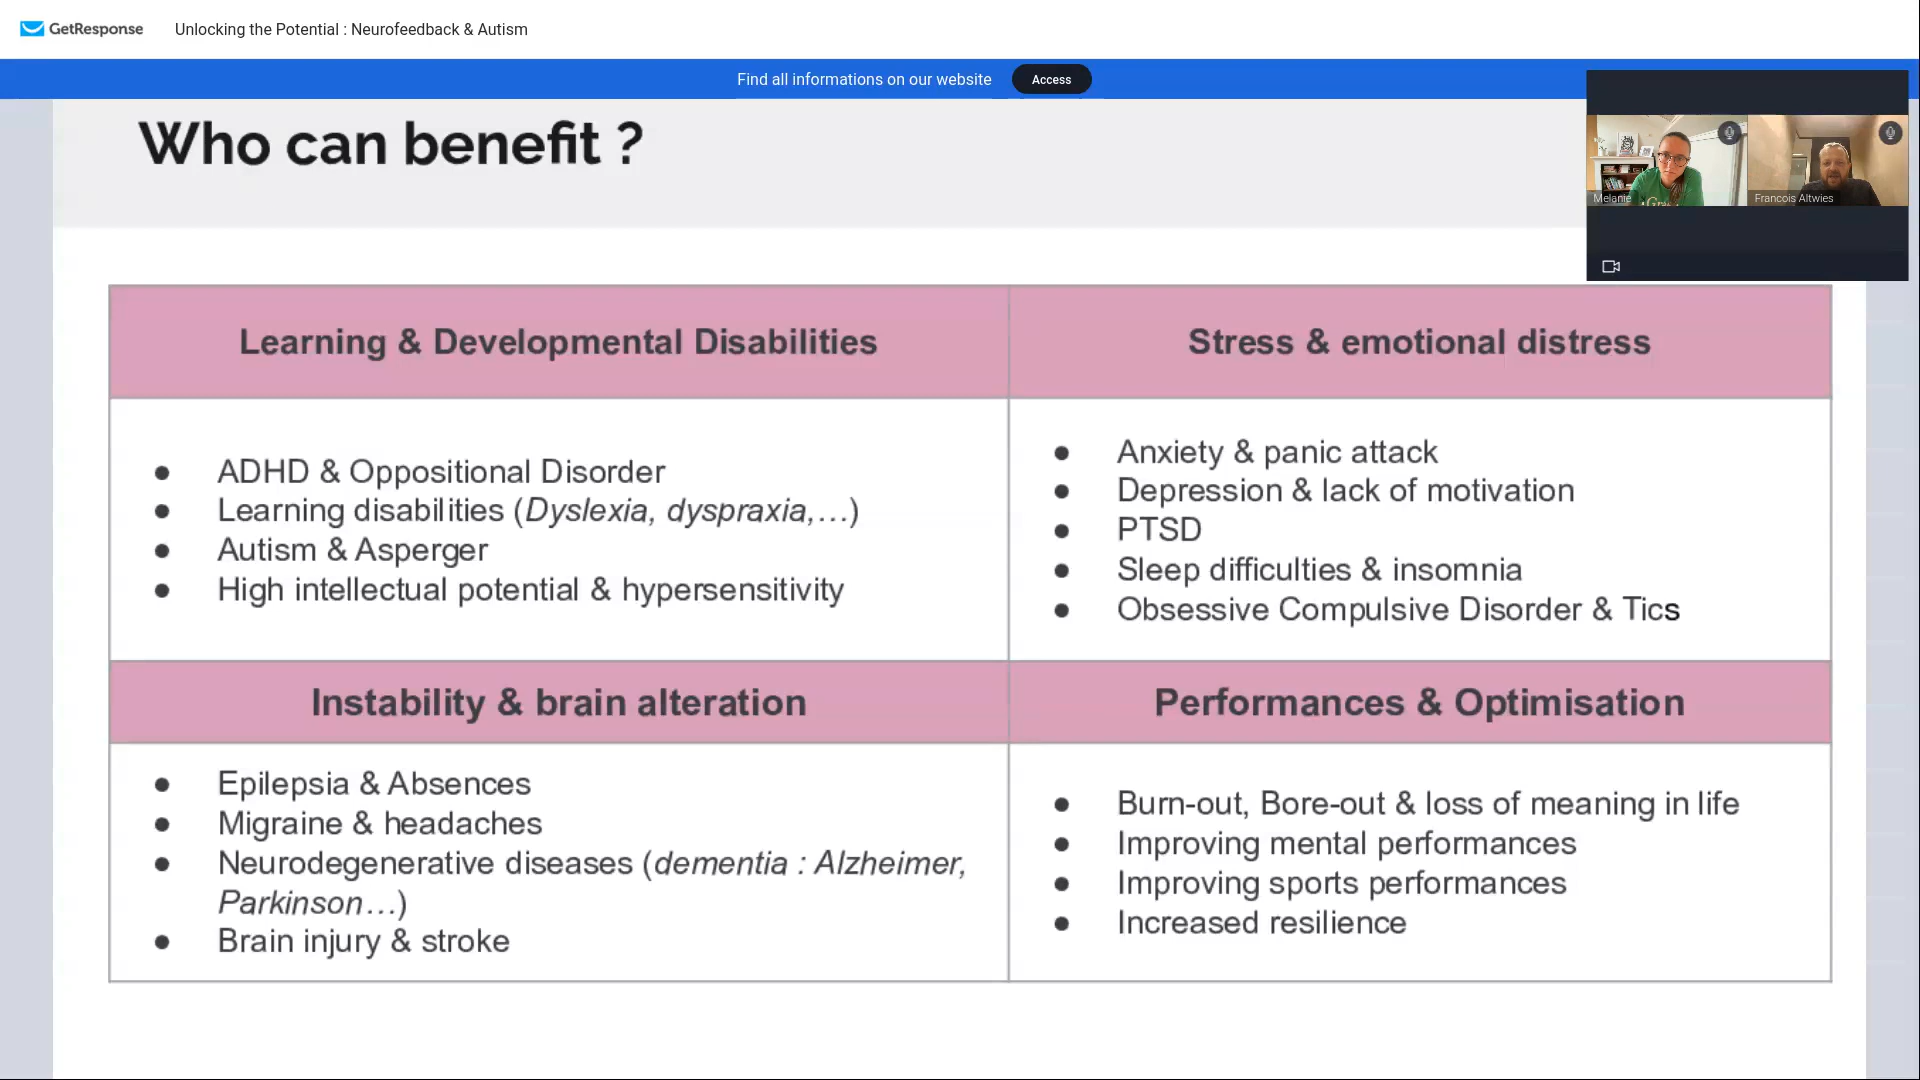 GetResponse
Unlocking the Potential : Neurofeedback & Autism
Find all informations on our website
Access
Melanie
Francois Altwies
Who can benefit ?
Learning & Developmental Disabilities
ADHD & Oppositional Disorder
Learning disabilities (Dyslexia, dyspraxia,…)
Autism & Asperger
High intellectual potential & hypersensitivity
Stress & emotional distress
Anxiety & panic attack
Depression & lack of motivation
PTSD
Sleep difficulties & insomnia
Obsessive Compulsive Disorder & Tics
Instability & brain alteration
Epilepsia & Absences
Migraine & headaches
Neurodegenerative diseases (dementia : Alzheimer,
Parkinson…)
Brain injury & stroke
Performances & Optimisation
Burn-out, Bore-out & loss of meaning in life
Improving mental performances
Improving sports performances
Increased resilience